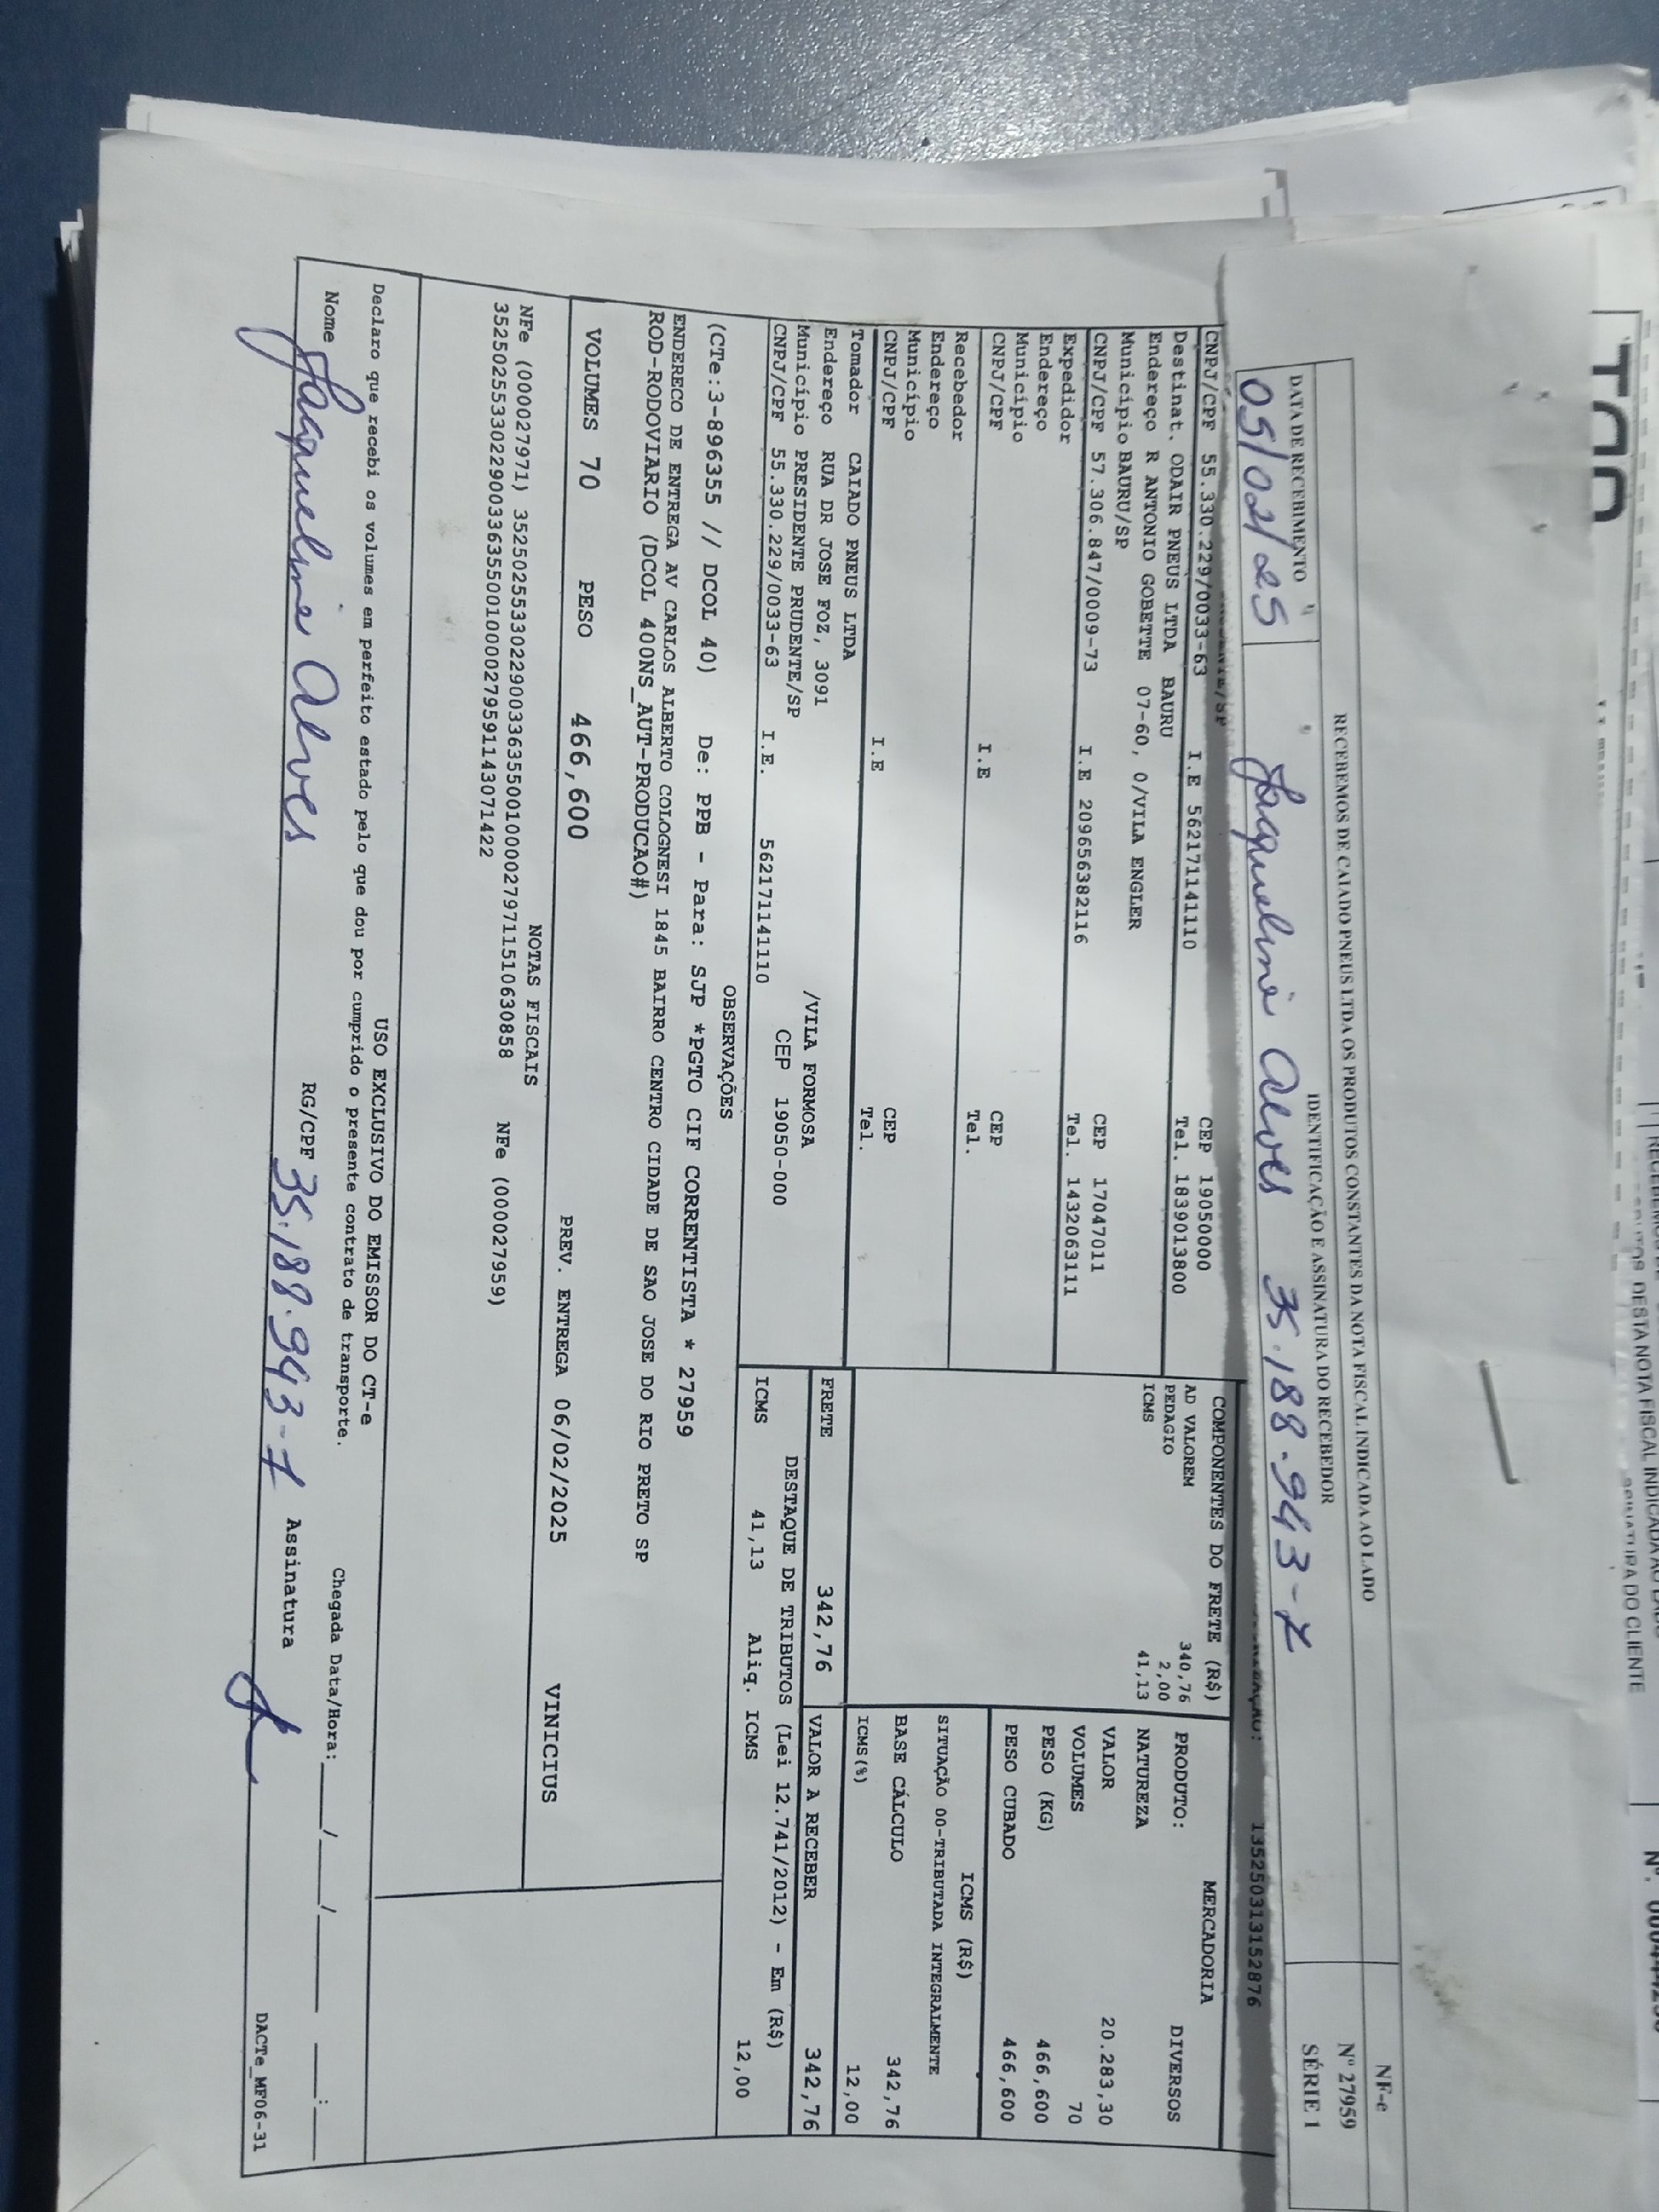 RECEBEMOS DE CAIADO PNEUS LTDA OS PRODUTOS CONSTANTES DA NOTA FISCAL INDICADA AO LADO
NF-e
Nº 27959
SÉRIE 1
DATA DE RECEBIMENTO
IDENTIFICAÇÃO E ASSINATURA DO RECEBEDOR
05/02/25 Jaqueline Alves 35.188.943-7
135250313152876
CNPJ/CPF 55.330.229/0033-63 I.E 562171141110 CEP 19050000
Tel. 1839013800
Destinat. ODAIR PNEUS LTDA BAURU
Endereço R ANTONIO GOBETTE 07-60, 0/VILA ENGLER
Município BAURU/SP CEP 17047011
CNPJ/CPF 57.306.847/0009-73 I.E 209656382116 Tel. 1432063111
Expedidor
Endereço
Município CEP
CNPJ/CPF I.E Tel.
Recebedor
Endereço
Município CEP
CNPJ/CPF I.E Tel.
Tomador CAIADO PNEUS LTDA
Endereço RUA DR JOSE FOZ, 3091 /VILA FORMOSA
Município PRESIDENTE PRUDENTE/SP CEP 19050-000
CNPJ/CPF 55.330.229/0033-63 I.E. 562171141110
COMPONENTES DO FRETE (R$)
AD VALOREM 340,76
PEDAGIO 2,00
ICMS 41,13
FRETE 342,76
MERCADORIA
PRODUTO: DIVERSOS
NATUREZA
VALOR 20.283,30
VOLUMES 70
PESO (KG) 466,600
PESO CUBADO 466,600
ICMS (R$)
SITUAÇÃO 00-TRIBUTADA INTEGRALMENTE
BASE CÁLCULO 342,76
ICMS(%) 12,00
VALOR A RECEBER 342,76
DESTAQUE DE TRIBUTOS (Lei 12.741/2012) - Em (R$)
ICMS 41,13 Aliq. ICMS 12,00
OBSERVAÇÕES
(CTe:3-896355 // DCOL 40) De: PPB - Para: SJP *PGTO CIF CORRENTISTA * 27959
ENDERECO DE ENTREGA AV CARLOS ALBERTO COLOGNESI 1845 BAIRRO CENTRO CIDADE DE SAO JOSE DO RIO PRETO SP
ROD-RODOVIARIO (DCOL 400NS_AUT-PRODUCAO#)
VOLUMES 70 PESO 466,600 PREV. ENTREGA 06/02/2025 VINICIUS
NOTAS FISCAIS
NFe (000027971) 35250255330229003363550010000279711510630858 NFe (000027959)
35250255330229003363550010000279591143071422
USO EXCLUSIVO DO EMISSOR DO CT-e
Declaro que recebi os volumes em perfeito estado pelo que dou por cumprido o presente contrato de transporte.
Chegada Data/Hora: ___/___/_____ ___:___
Nome Jaqueline Alves RG/CPF 35.188.943-7 Assinatura
DACTe_MF06-31